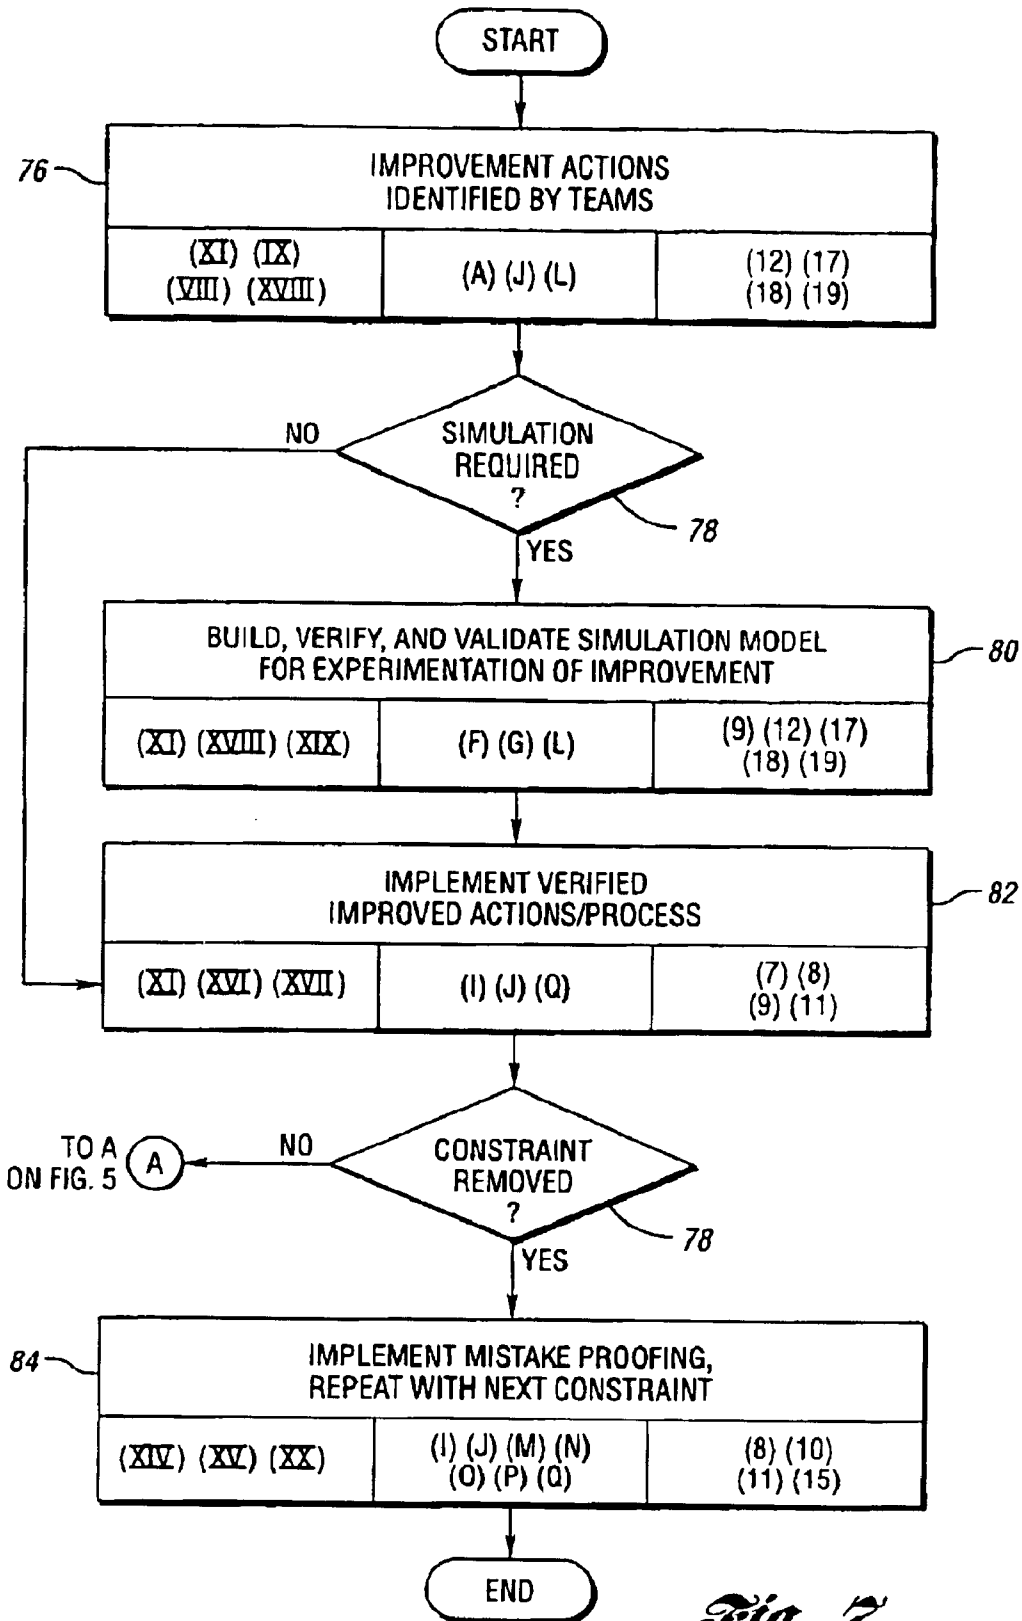 START
76
IMPROVEMENT ACTIONS
IDENTIFIED BY TEAMS
(XI) (IX)
(VIII) (XVIII)
(A) (J) (L)
(12) (17)
(18) (19)
NO
SIMULATION
REQUIRED
?
78
YES
BUILD, VERIFY, AND VALIDATE SIMULATION MODEL
FOR EXPERIMENTATION OF IMPROVEMENT
80
(XI) (XVIII) (XIX)
(F) (G) (L)
(9) (12) (17)
(18) (19)
IMPLEMENT VERIFIED
IMPROVED ACTIONS/PROCESS
82
(XI) (XVI) (XVII)
(I) (J) (Q)
(7) (8)
(9) (11)
TO A
ON FIG. 5
A
NO
CONSTRAINT
REMOVED
?
78
YES
84
IMPLEMENT MISTAKE PROOFING,
REPEAT WITH NEXT CONSTRAINT
(XIV) (XV) (XX)
(I) (J) (M) (N)
(O) (P) (Q)
(8) (10)
(11) (15)
END
Fig. 7